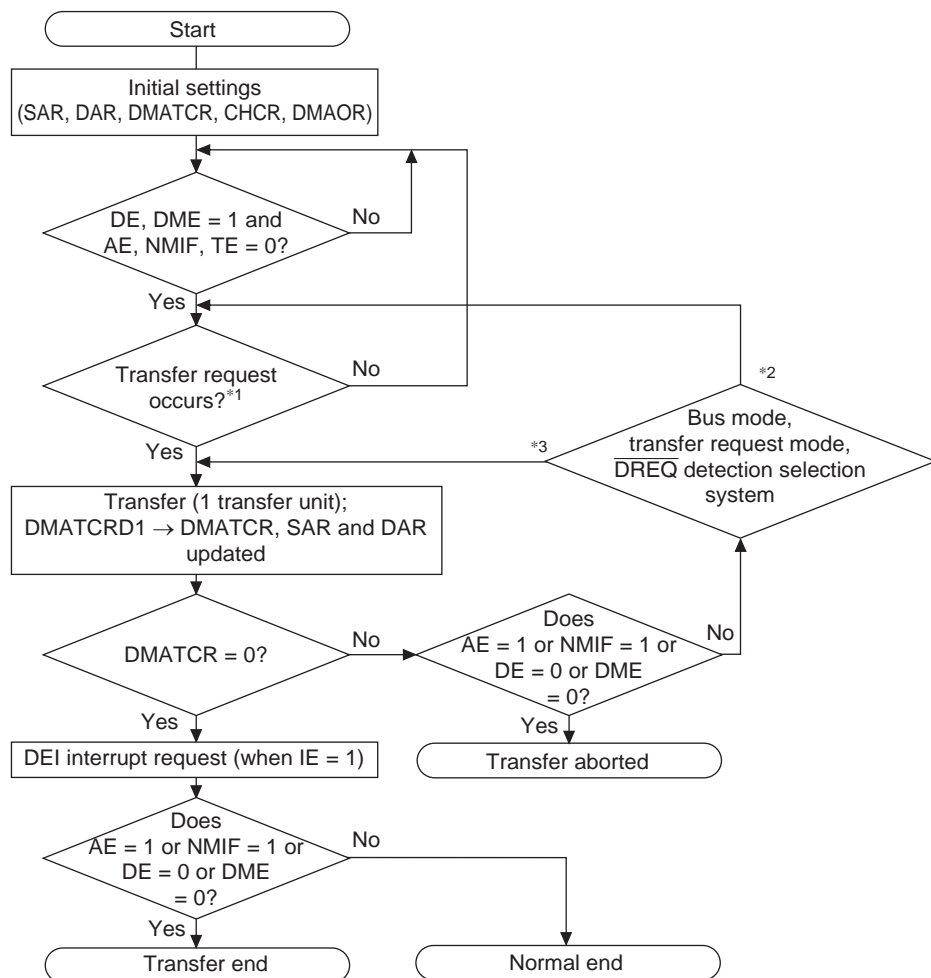 Start
Initial settings
(SAR, DAR, DMATCR, CHCR, DMAOR)
DE, DME = 1 and
AE, NMIF, TE = 0?
No
Yes
Transfer request
occurs?*1
No
Yes
*2
Bus mode,
transfer request mode,
DREQ detection selection
system
*3
Transfer (1 transfer unit);
DMATCRD1 → DMATCR, SAR and DAR
updated
DMATCR = 0?
No
Yes
Does
AE = 1 or NMIF = 1 or
DE = 0 or DME
= 0?
No
Yes
Transfer aborted
DEI interrupt request (when IE = 1)
Does
AE = 1 or NMIF = 1 or
DE = 0 or DME
= 0?
No
Yes
Transfer end
Normal end